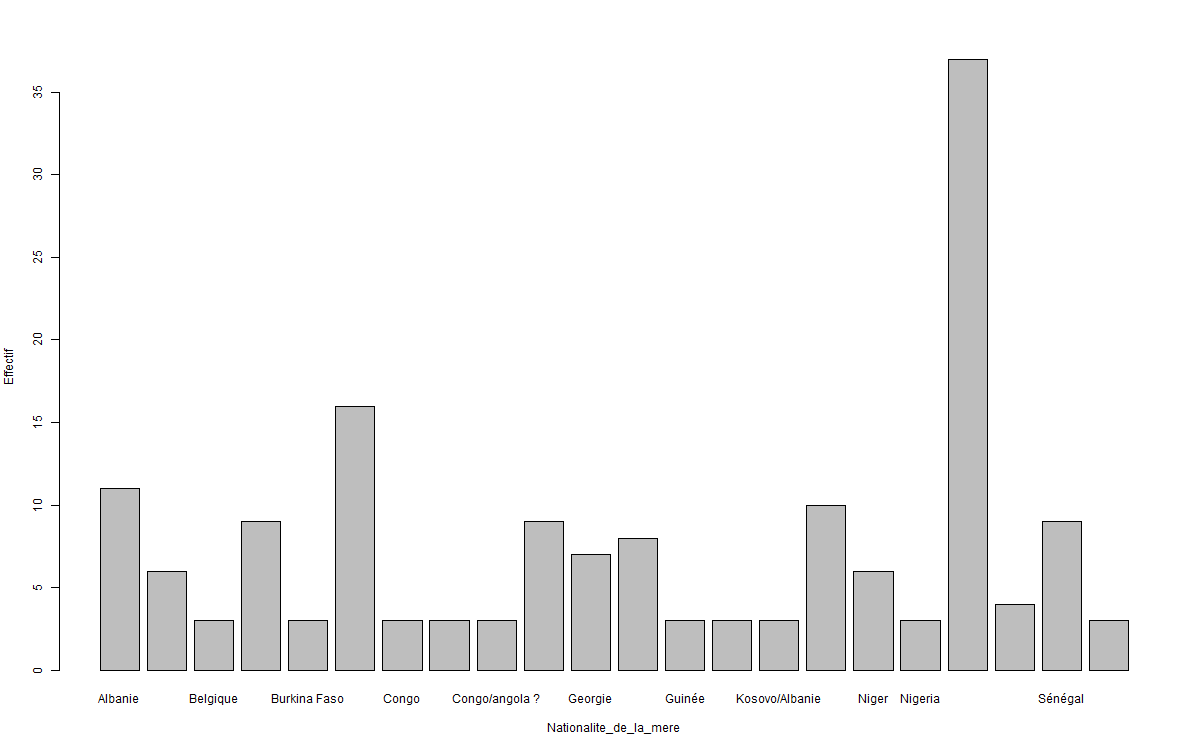 35
30
25
20
15
10
5
0
Effectif
Albanie Belgique Burkina Faso Congo Congo/angola ? Georgie Guinée Kosovo/Albanie Niger Nigeria Sénégal
Nationalite_de_la_mere